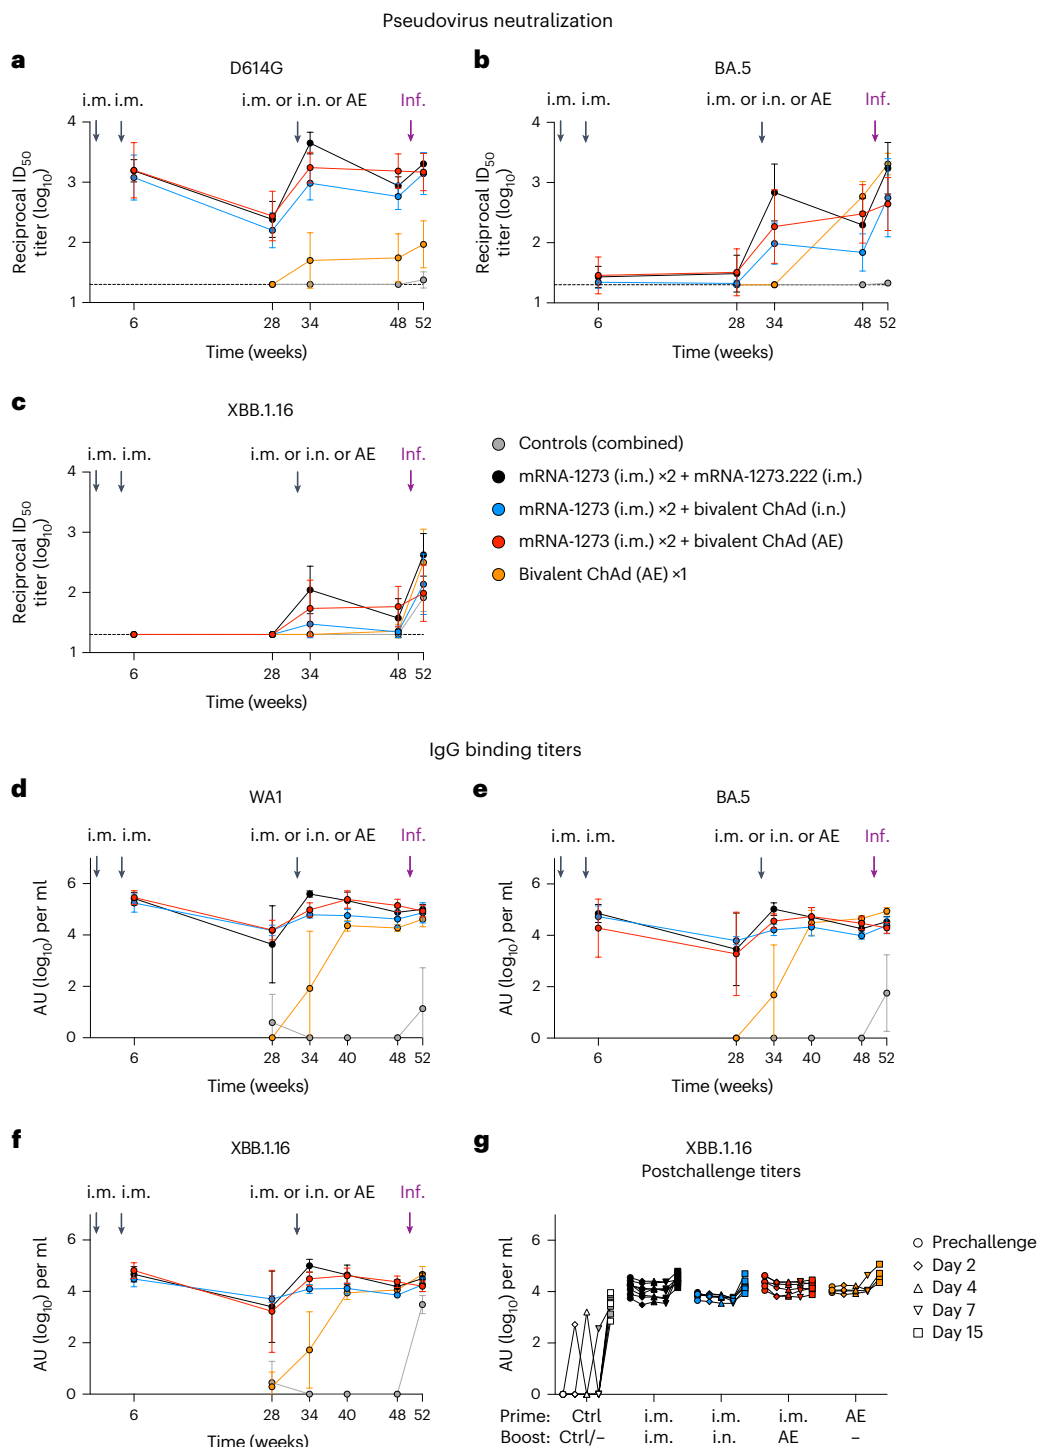 Pseudovirus neutralization
a
D614G
i.m. i.m.
i.m. or i.n. or AE
Inf.
Reciprocal ID50
titer (log10)
4
3
2
1
6
28
34
48
52
Time (weeks)
b
BA.5
i.m. i.m.
i.m. or i.n. or AE
Inf.
Reciprocal ID50
titer (log10)
4
3
2
1
6
28
34
48
52
Time (weeks)
c
XBB.1.16
i.m. i.m.
i.m. or i.n. or AE
Inf.
Reciprocal ID50
titer (log10)
4
3
2
1
6
28
34
48
52
Time (weeks)
Controls (combined)
mRNA-1273 (i.m.) ×2 + mRNA-1273.222 (i.m.)
mRNA-1273 (i.m.) ×2 + bivalent ChAd (i.n.)
mRNA-1273 (i.m.) ×2 + bivalent ChAd (AE)
Bivalent ChAd (AE) ×1
IgG binding titers
d
WA1
i.m. i.m.
i.m. or i.n. or AE
Inf.
AU (log10) per ml
6
4
2
0
6
28
34
40
48
52
Time (weeks)
e
BA.5
i.m. i.m.
i.m. or i.n. or AE
Inf.
AU (log10) per ml
6
4
2
0
6
28
34
40
48
52
Time (weeks)
f
XBB.1.16
i.m. i.m.
i.m. or i.n. or AE
Inf.
AU (log10) per ml
6
4
2
0
6
28
34
40
48
52
Time (weeks)
g
XBB.1.16
Postchallenge titers
AU (log10) per ml
6
4
2
0
Prime: Ctrl i.m. i.m. i.m. AE
Boost: Ctrl/– i.m. i.n. AE –
Prechallenge
Day 2
Day 4
Day 7
Day 15